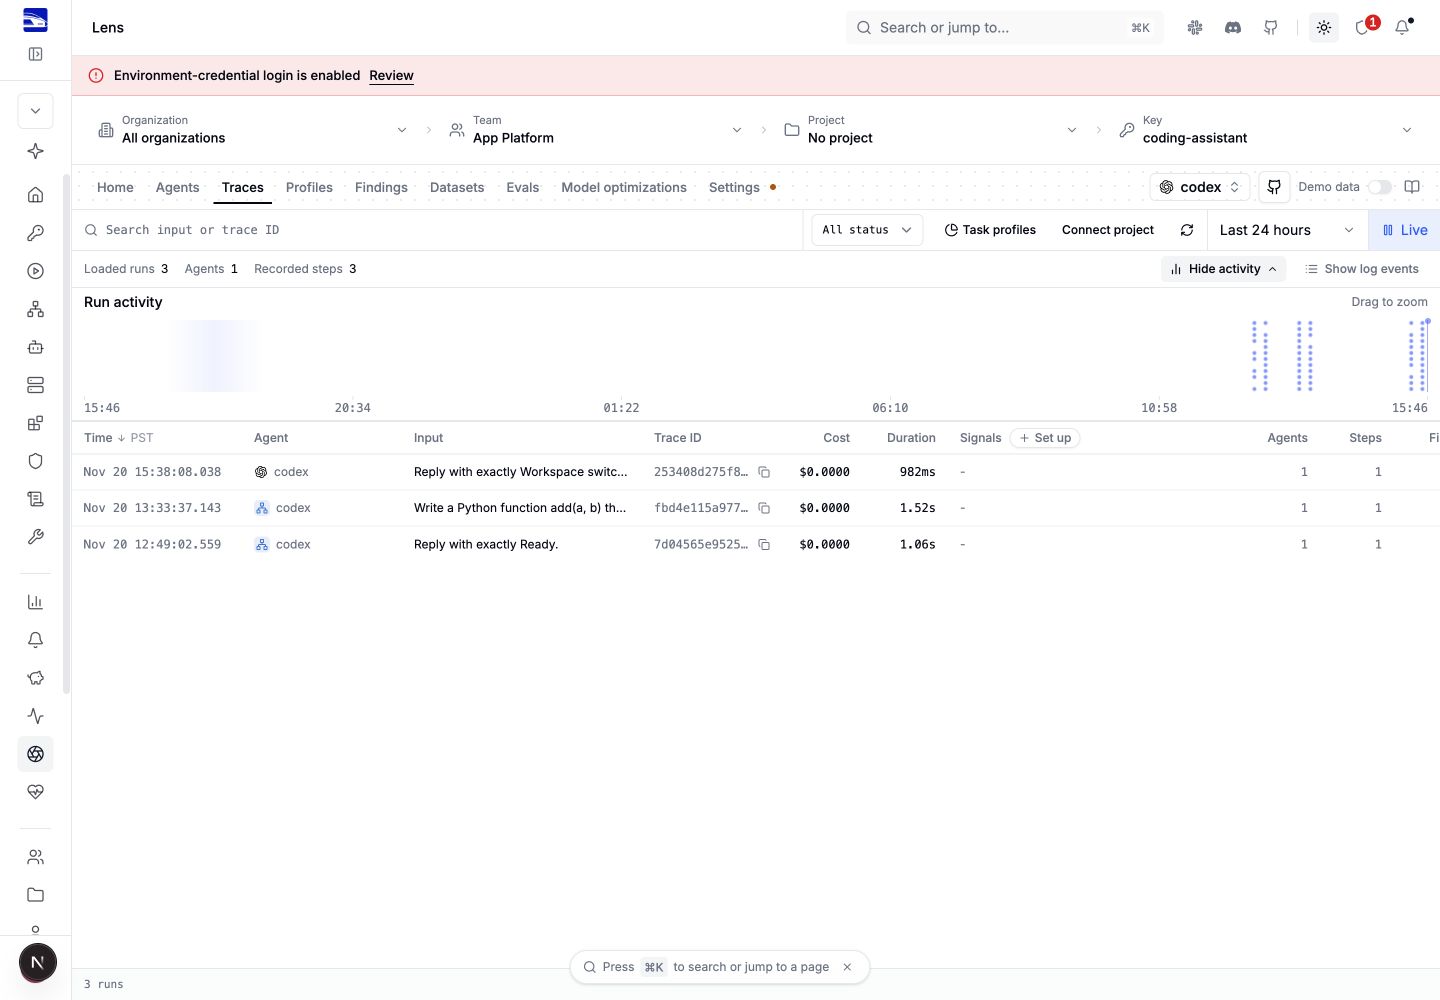 Lens
Search or jump to...
⌘K
1
Environment-credential login is enabled Review
Organization
All organizations
Team
App Platform
Project
No project
Key
coding-assistant
Home Agents Traces Profiles Findings Datasets Evals Model optimizations Settings
codex
Demo data
Search input or trace ID
All status
Task profiles
Connect project
Last 24 hours
Live
Loaded runs 3 Agents 1 Recorded steps 3
Hide activity
Show log events
Run activity
Drag to zoom
15:46 20:34 01:22 06:10 10:58 15:46
Time ↓ PST Agent Input Trace ID Cost Duration Signals + Set up Agents Steps Fi
Nov 20 15:38:08.038 codex Reply with exactly Workspace switc... 253408d275f8… $0.0000 982ms - 1 1
Nov 20 13:33:37.143 codex Write a Python function add(a, b) th... fbd4e115a977… $0.0000 1.52s - 1 1
Nov 20 12:49:02.559 codex Reply with exactly Ready. 7d04565e9525… $0.0000 1.06s - 1 1
N
Press ⌘K to search or jump to a page
3 runs